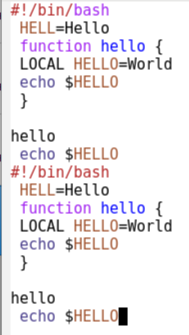 #!/bin/bash
HELL=Hello
function hello {
LOCAL HELLO=World
echo $HELLO
}
hello
echo $HELLO
#!/bin/bash
HELL=Hello
function hello {
LOCAL HELLO=World
echo $HELLO
}
hello
echo $HELLO